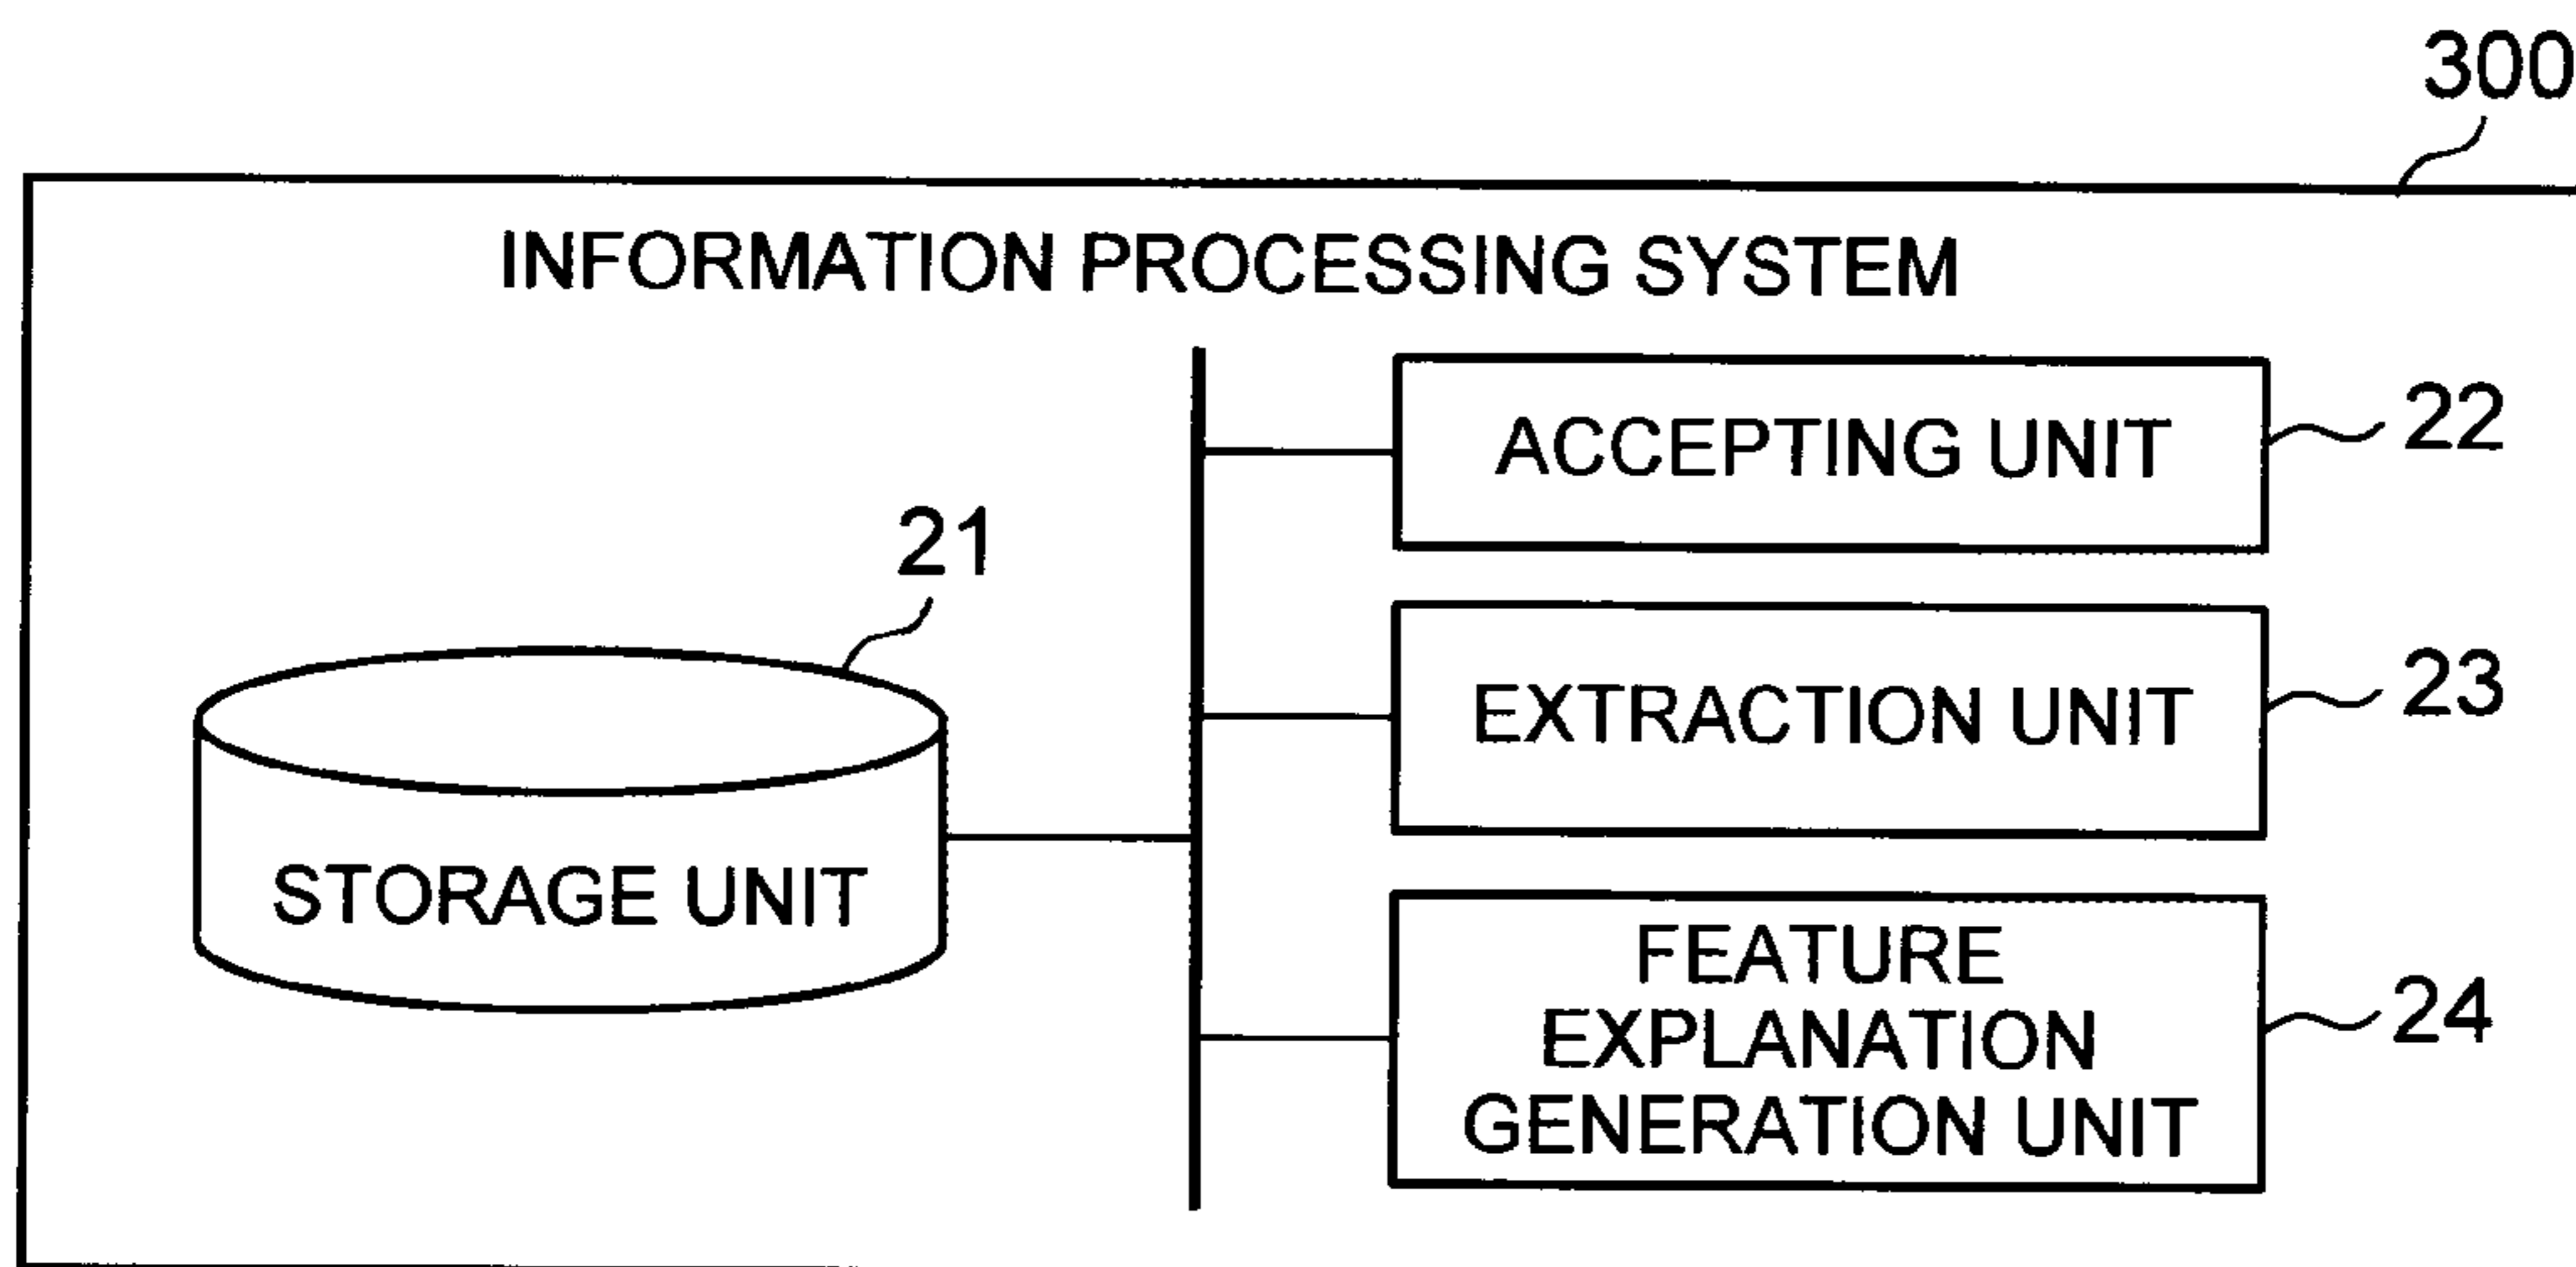 300
INFORMATION PROCESSING SYSTEM
ACCEPTING UNIT
22
21
EXTRACTION UNIT
23
STORAGE UNIT
FEATURE
EXPLANATION
GENERATION UNIT
24